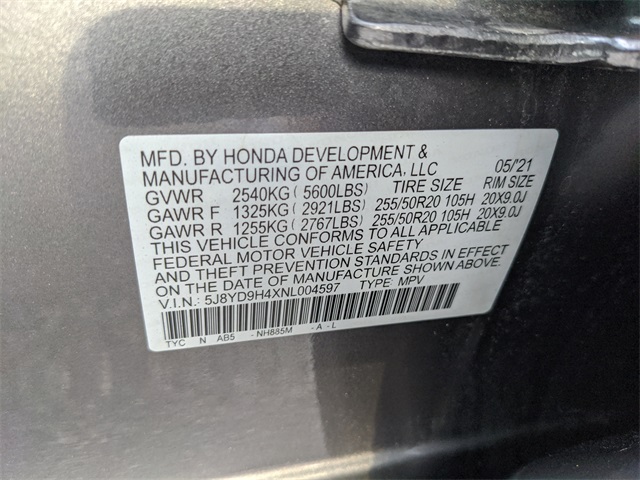 MFD. BY HONDA DEVELOPMENT &
MANUFACTURING OF AMERICA, LLC 05/'21
GVWR 2540KG( 5600LBS) TIRE SIZE RIM SIZE
GAWR F 1325KG( 2921LBS) 255/50R20 105H 20X9.0J
GAWR R 1255KG( 2767LBS) 255/50R20 105H 20X9.0J
THIS VEHICLE CONFORMS TO ALL APPLICABLE
FEDERAL MOTOR VEHICLE SAFETY
AND THEFT PREVENTION STANDARDS IN EFFECT
ON THE DATE OF MANUFACTURE SHOWN ABOVE.
V.I.N.: 5J8YD9H4XNL004597 TYPE: MPV
TYC N AB5 -NH885M -A-L